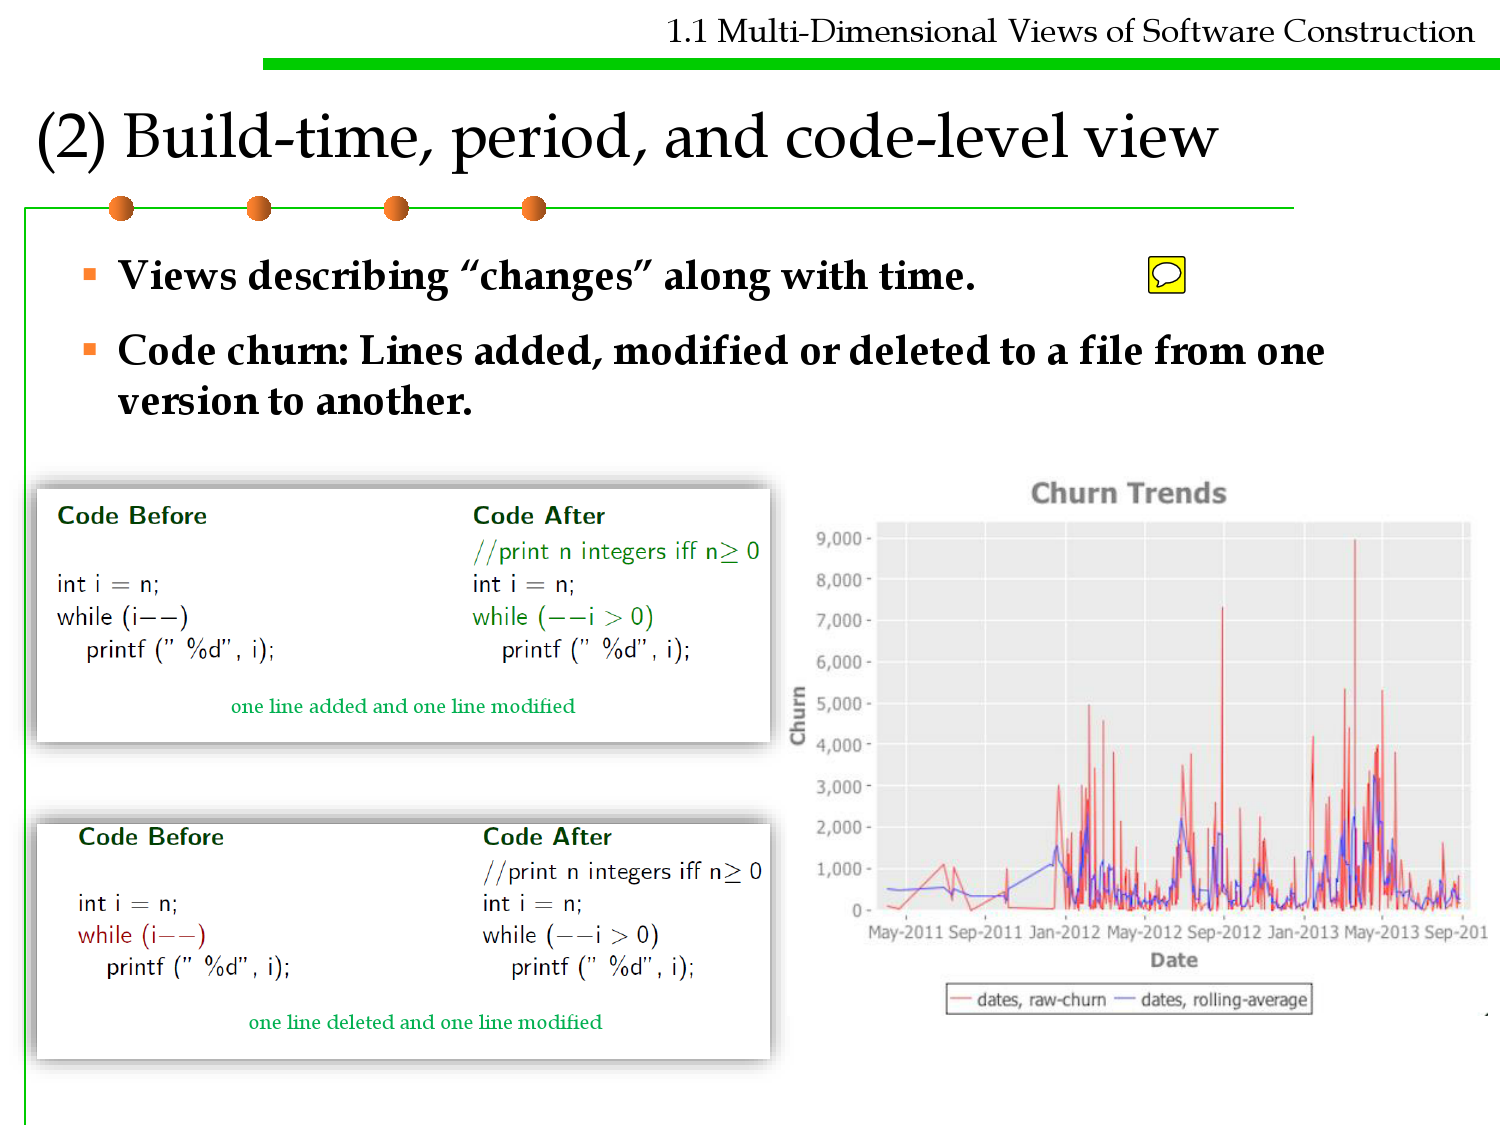 1.1 Multi-Dimensional Views of Software Construction
(2) Build-time, period, and code-level view
Views describing “changes” along with time.
Code churn: Lines added, modified or deleted to a file from one
version to another.
Code Before
Code After
//print n integers iff n≥ 0
int i = n;
int i = n;
while (i−−)
while (−−i > 0)
printf (” %d”, i);
printf (” %d”, i);
one line added and one line modified
Code Before
Code After
//print n integers iff n≥ 0
int i = n;
int i = n;
while (i−−)
while (−−i > 0)
printf (” %d”, i);
printf (” %d”, i);
one line deleted and one line modified
Churn Trends
9,000
8,000
7,000
6,000
5,000
4,000
3,000
2,000
1,000
0
Churn
May-2011 Sep-2011 Jan-2012 May-2012 Sep-2012 Jan-2013 May-2013 Sep-201
Date
dates, raw-churn dates, rolling-average